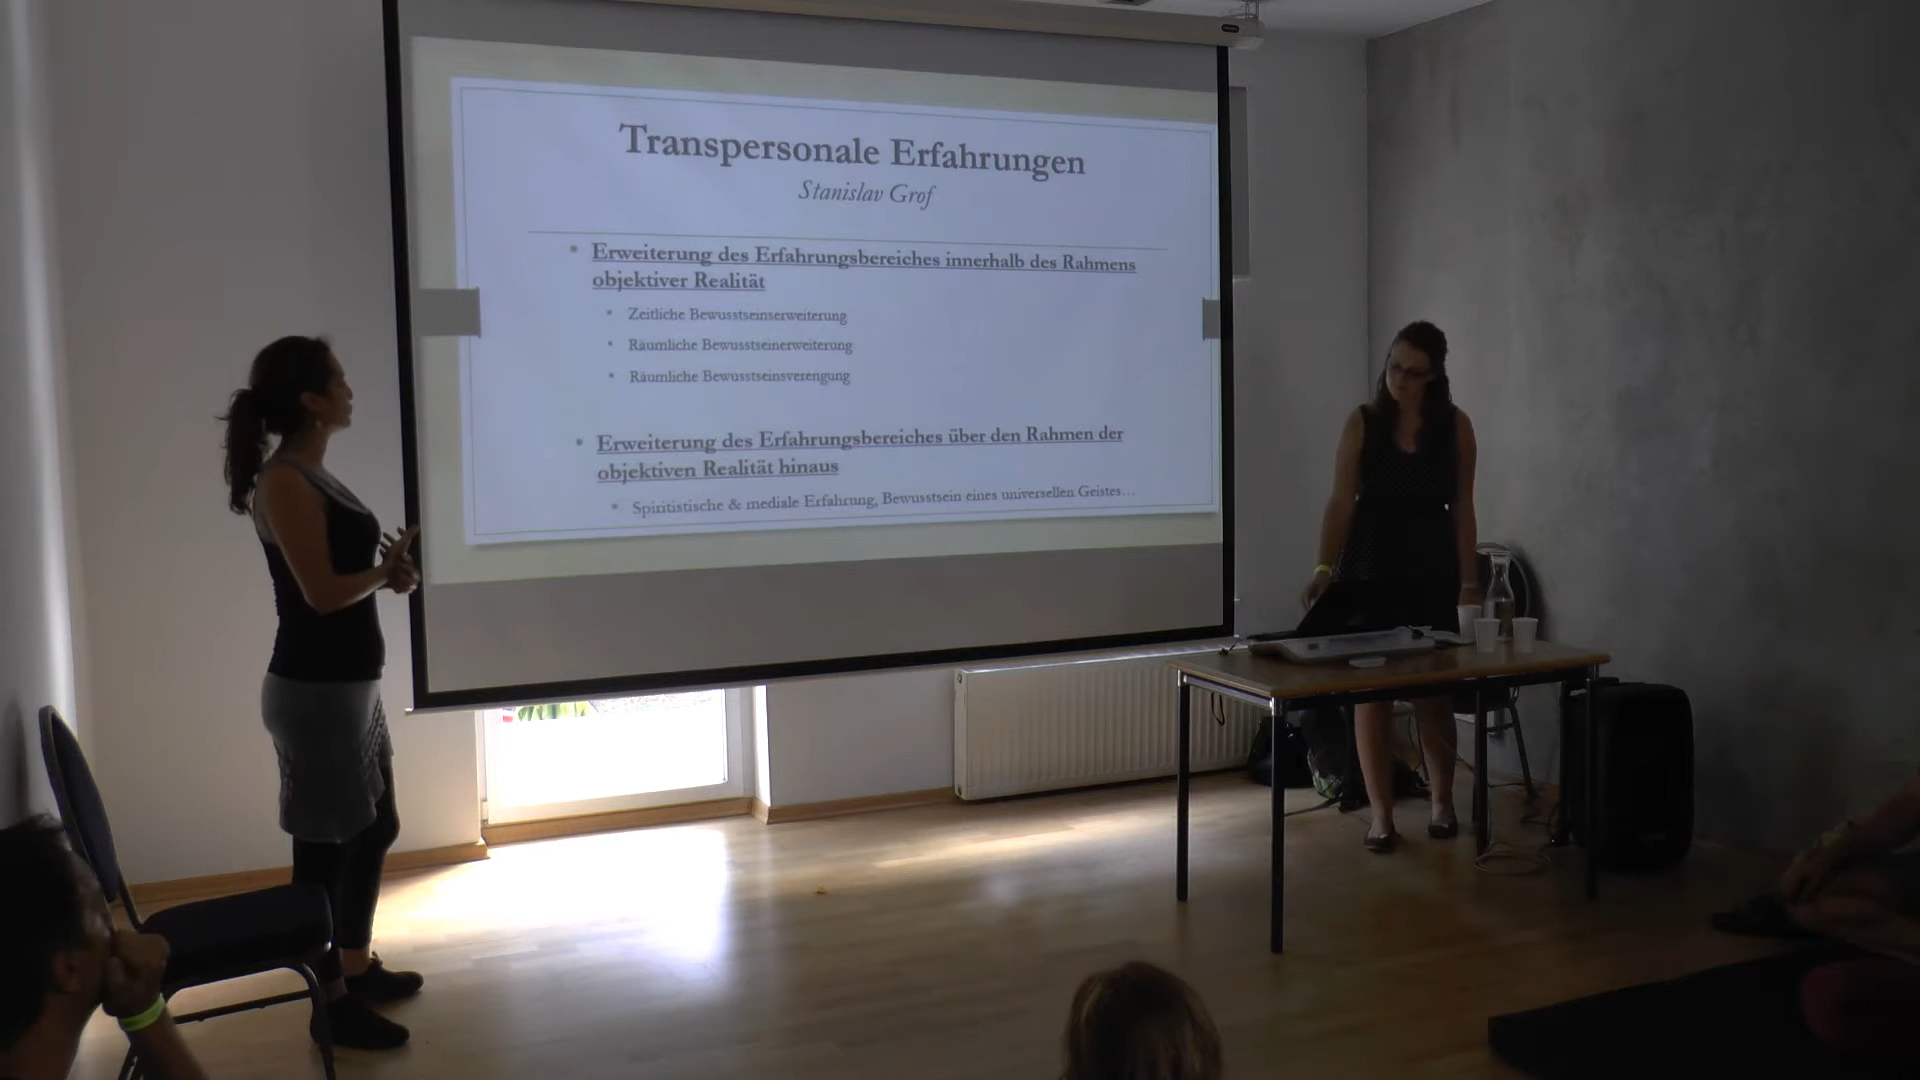 Transpersonale Erfahrungen
Stanislav Grof
• Erweiterung des Erfahrungsbereiches innerhalb des Rahmens
objektiver Realität
• Zeitliche Bewusstseinserweiterung
• Räumliche Bewusstseinerweiterung
• Räumliche Bewusstseinsverengung
• Erweiterung des Erfahrungsbereiches über den Rahmen der
objektiven Realität hinaus
• Spiritistische & mediale Erfahrung, Bewusstsein eines universellen Geistes…